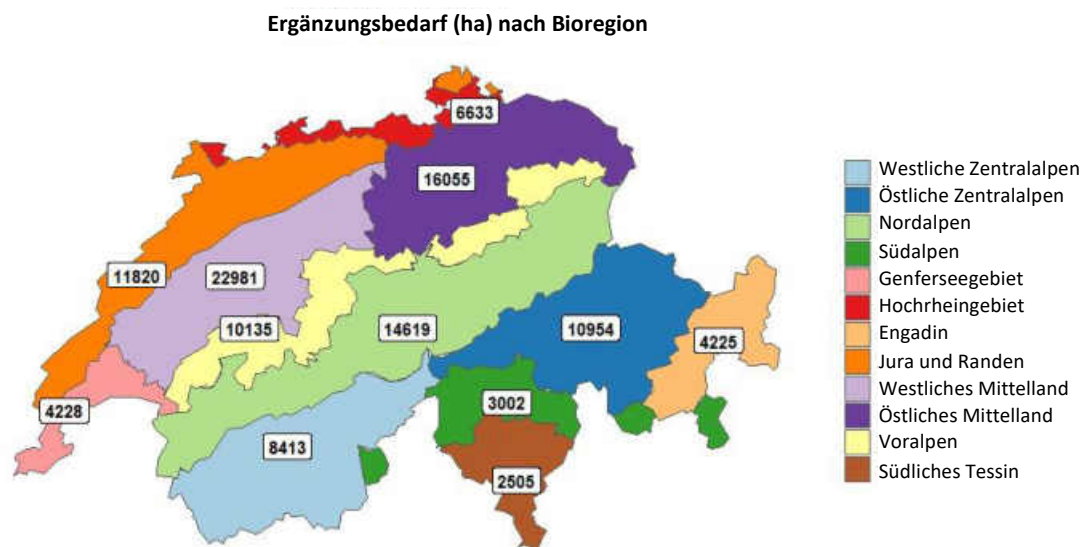 Ergänzungsbedarf (ha) nach Bioregion
6633
16055
11820
22981
10135
14619
10954
4225
4228
3002
8413
2505
Westliche Zentralalpen
Östliche Zentralalpen
Nordalpen
Südalpen
Genferseegebiet
Hochrheingebiet
Engadin
Jura und Randen
Westliches Mittelland
Östliches Mittelland
Voralpen
Südliches Tessin